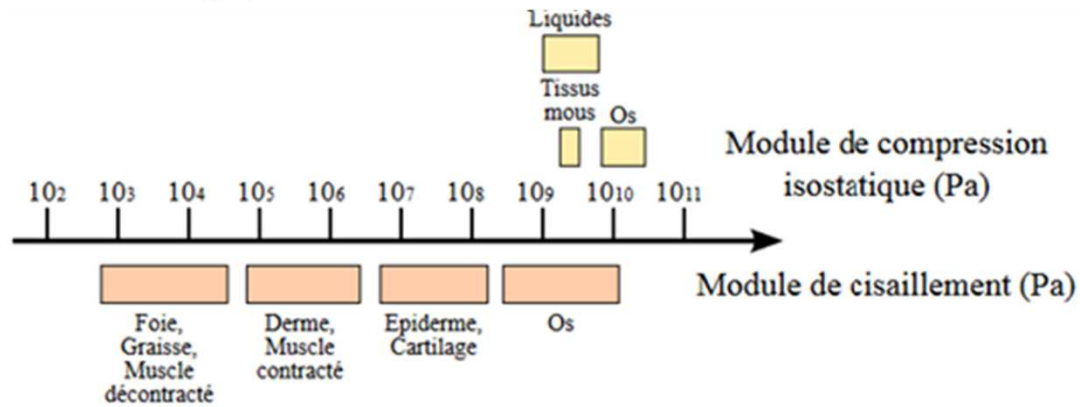 Liquides
Tissus
mous
Os
Module de compression
isostatique (Pa)
10² 10³ 10⁴ 10⁵ 10⁶ 10⁷ 10⁸ 10⁹ 10¹⁰ 10¹¹
Module de cisaillement (Pa)
Foie,
Graisse,
Muscle
décontracté
Derme,
Muscle
contracté
Epiderme,
Cartilage
Os